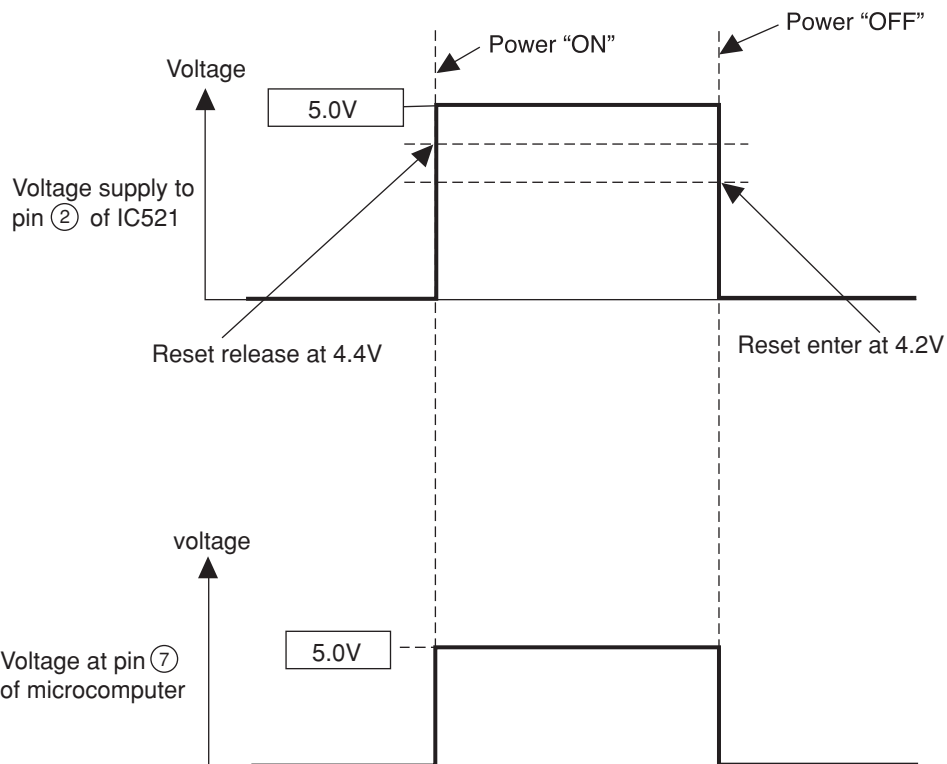 Power “OFF”
Power “ON”
Voltage
5.0V
Voltage supply to
pin ② of IC521
Reset release at 4.4V
Reset enter at 4.2V
voltage
5.0V
Voltage at pin ⑦
of microcomputer